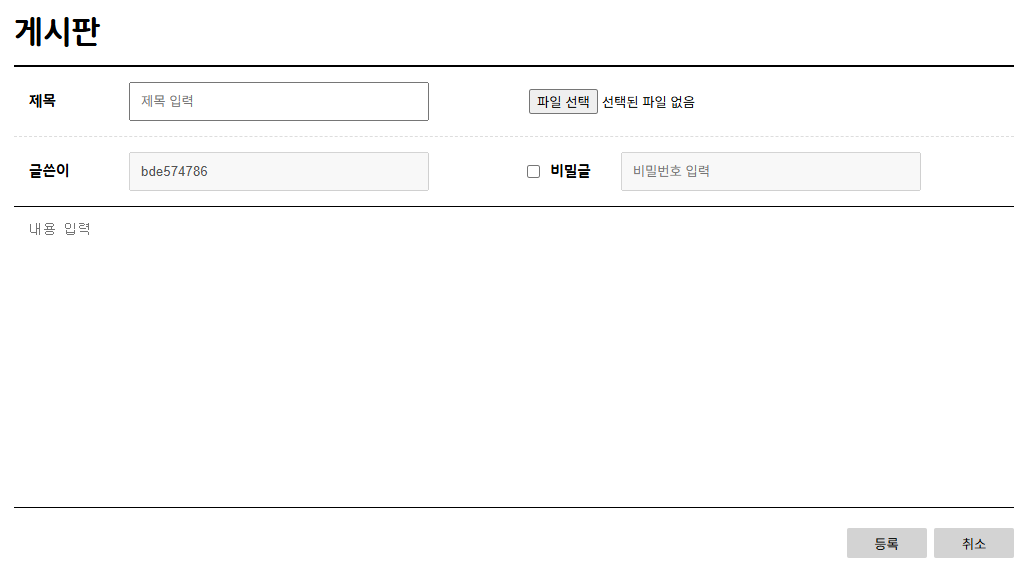 게시판
제목 제목 입력 파일 선택 선택된 파일 없음
글쓴이 bde574786 비밀글 비밀번호 입력
내용 입력
등록 취소